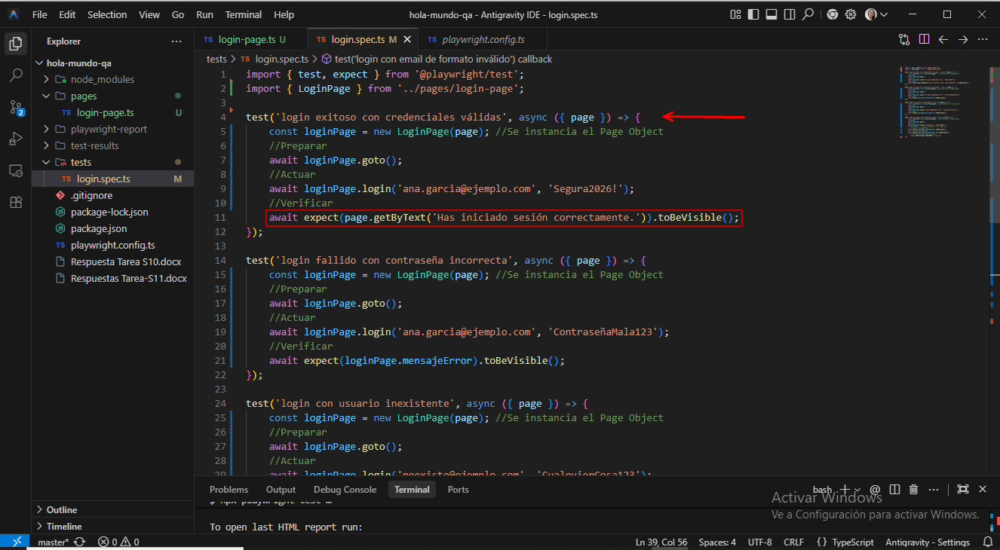 File Edit Selection View Go Run Terminal Help
hola-mundo-qa - Antigravity IDE - login.spec.ts
Explorer
hola-mundo-qa
node_modules
pages
TS login-page.ts U
playwright-report
test-results
tests
TS login.spec.ts M
.gitignore
package-lock.json
package.json
TS playwright.config.ts
Respuesta Tarea S10.docx
Respuestas Tarea-S11.docx
Outline
Timeline
2
TS login-page.ts U
TS login.spec.ts M
TS playwright.config.ts
tests > TS login.spec.ts > test('login con email de formato inválido') callback
1 import { test, expect } from '@playwright/test';
2 import { LoginPage } from '../pages/login-page';
3
4 test('login exitoso con credenciales válidas', async ({ page }) => {
5 const loginPage = new LoginPage(page); //Se instancia el Page Object
6 //Preparar
7 await loginPage.goto();
8 //Actuar
9 await loginPage.login('ana.garcia@ejemplo.com', 'Segura2026!');
10 //Verificar
11 await expect(page.getByText('Has iniciado sesión correctamente.')).toBeVisible();
12 });
13
14 test('login fallido con contraseña incorrecta', async ({ page }) => {
15 const loginPage = new LoginPage(page); //Se instancia el Page Object
16 //Preparar
17 await loginPage.goto();
18 //Actuar
19 await loginPage.login('ana.garcia@ejemplo.com', 'ContraseñaMala123');
20 //Verificar
21 await expect(loginPage.mensajeError).toBeVisible();
22 });
23
24 test('login con usuario inexistente', async ({ page }) => {
25 const loginPage = new LoginPage(page); //Se instancia el Page Object
26 //Preparar
27 await loginPage.goto();
28 //Actuar
29 await loginPage.login('noexiste@ejemplo.com', 'CualquierCosa123');
Problems Output Debug Console Terminal Ports
bash
$ npx playwright test
To open last HTML report run:
Activar Windows
Ve a Configuración para activar Windows.
master* 0 0
Ln 39, Col 56 Spaces: 4 UTF-8 CRLF {} TypeScript Antigravity - Settings